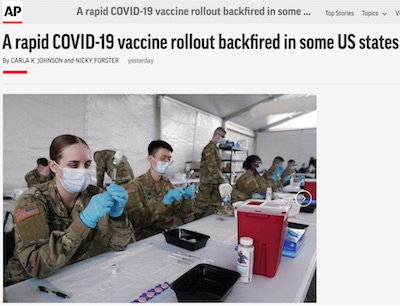 AP
A rapid COVID-19 vaccine rollout backfired in some ...
Top Stories Topics V...
A rapid COVID-19 vaccine rollout backfired in some US states
By CARLA K. JOHNSON and NICKY FORSTER yesterday